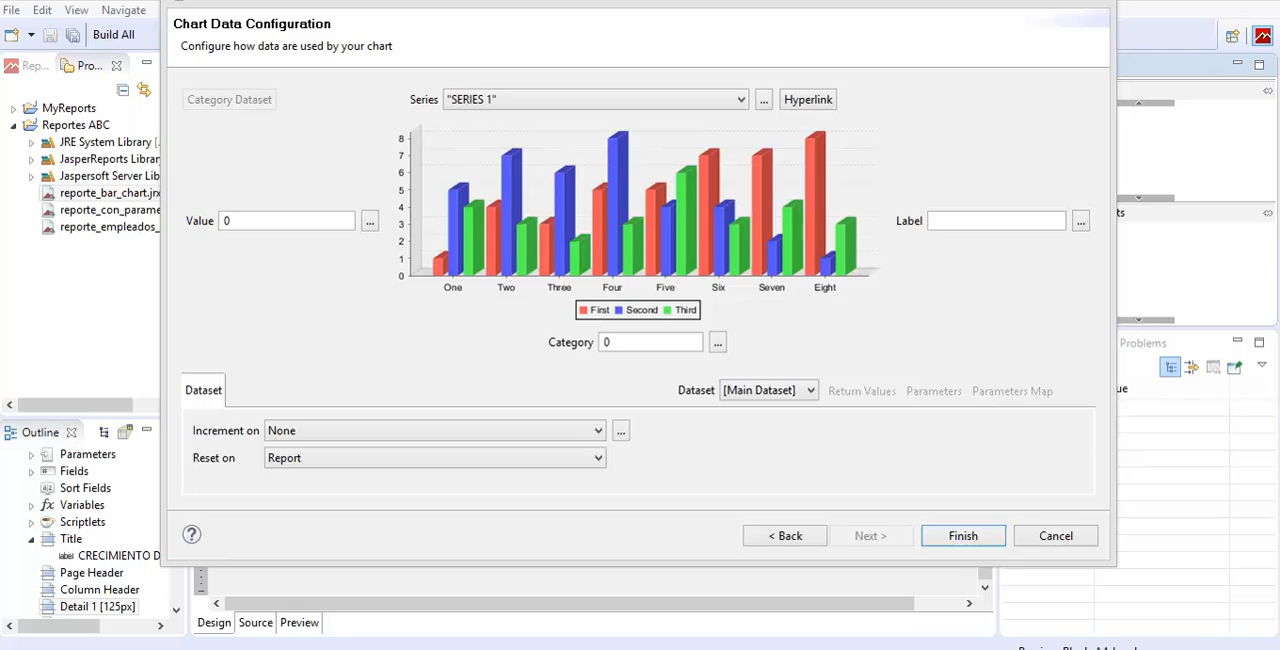 File Edit View Navigate
Build All
Rep... Pro...
MyReports
Reportes ABC
JRE System Library [
JasperReports Librar
Jaspersoft Server Lib
reporte_bar_chart.jrx
reporte_con_parame
reporte_empleados_
Outline
Parameters
Fields
Sort Fields
fx Variables
Scriptlets
Title
label CRECIMIENTO D
Page Header
Column Header
Detail 1 [125px]
Chart Data Configuration
Configure how data are used by your chart
Category Dataset
Series "SERIES 1" ... Hyperlink
Value 0 ...
8
7
6
5
4
3
2
1
0
One Two Three Four Five Six Seven Eight
First Second Third
Label ...
Category 0 ...
Dataset
Dataset [Main Dataset] Return Values Parameters Parameters Map
Increment on None ...
Reset on Report
? < Back Next > Finish Cancel
Design Source Preview
ts
Problems
ue